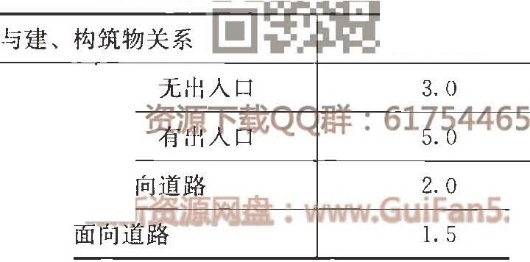 与建、构筑物关系
无出入口 3.0
资源下载QQ群：61754465
有出入口 5.0
向道路 2.0
资源网盘：www.GuiFan5.
面向道路 1.5